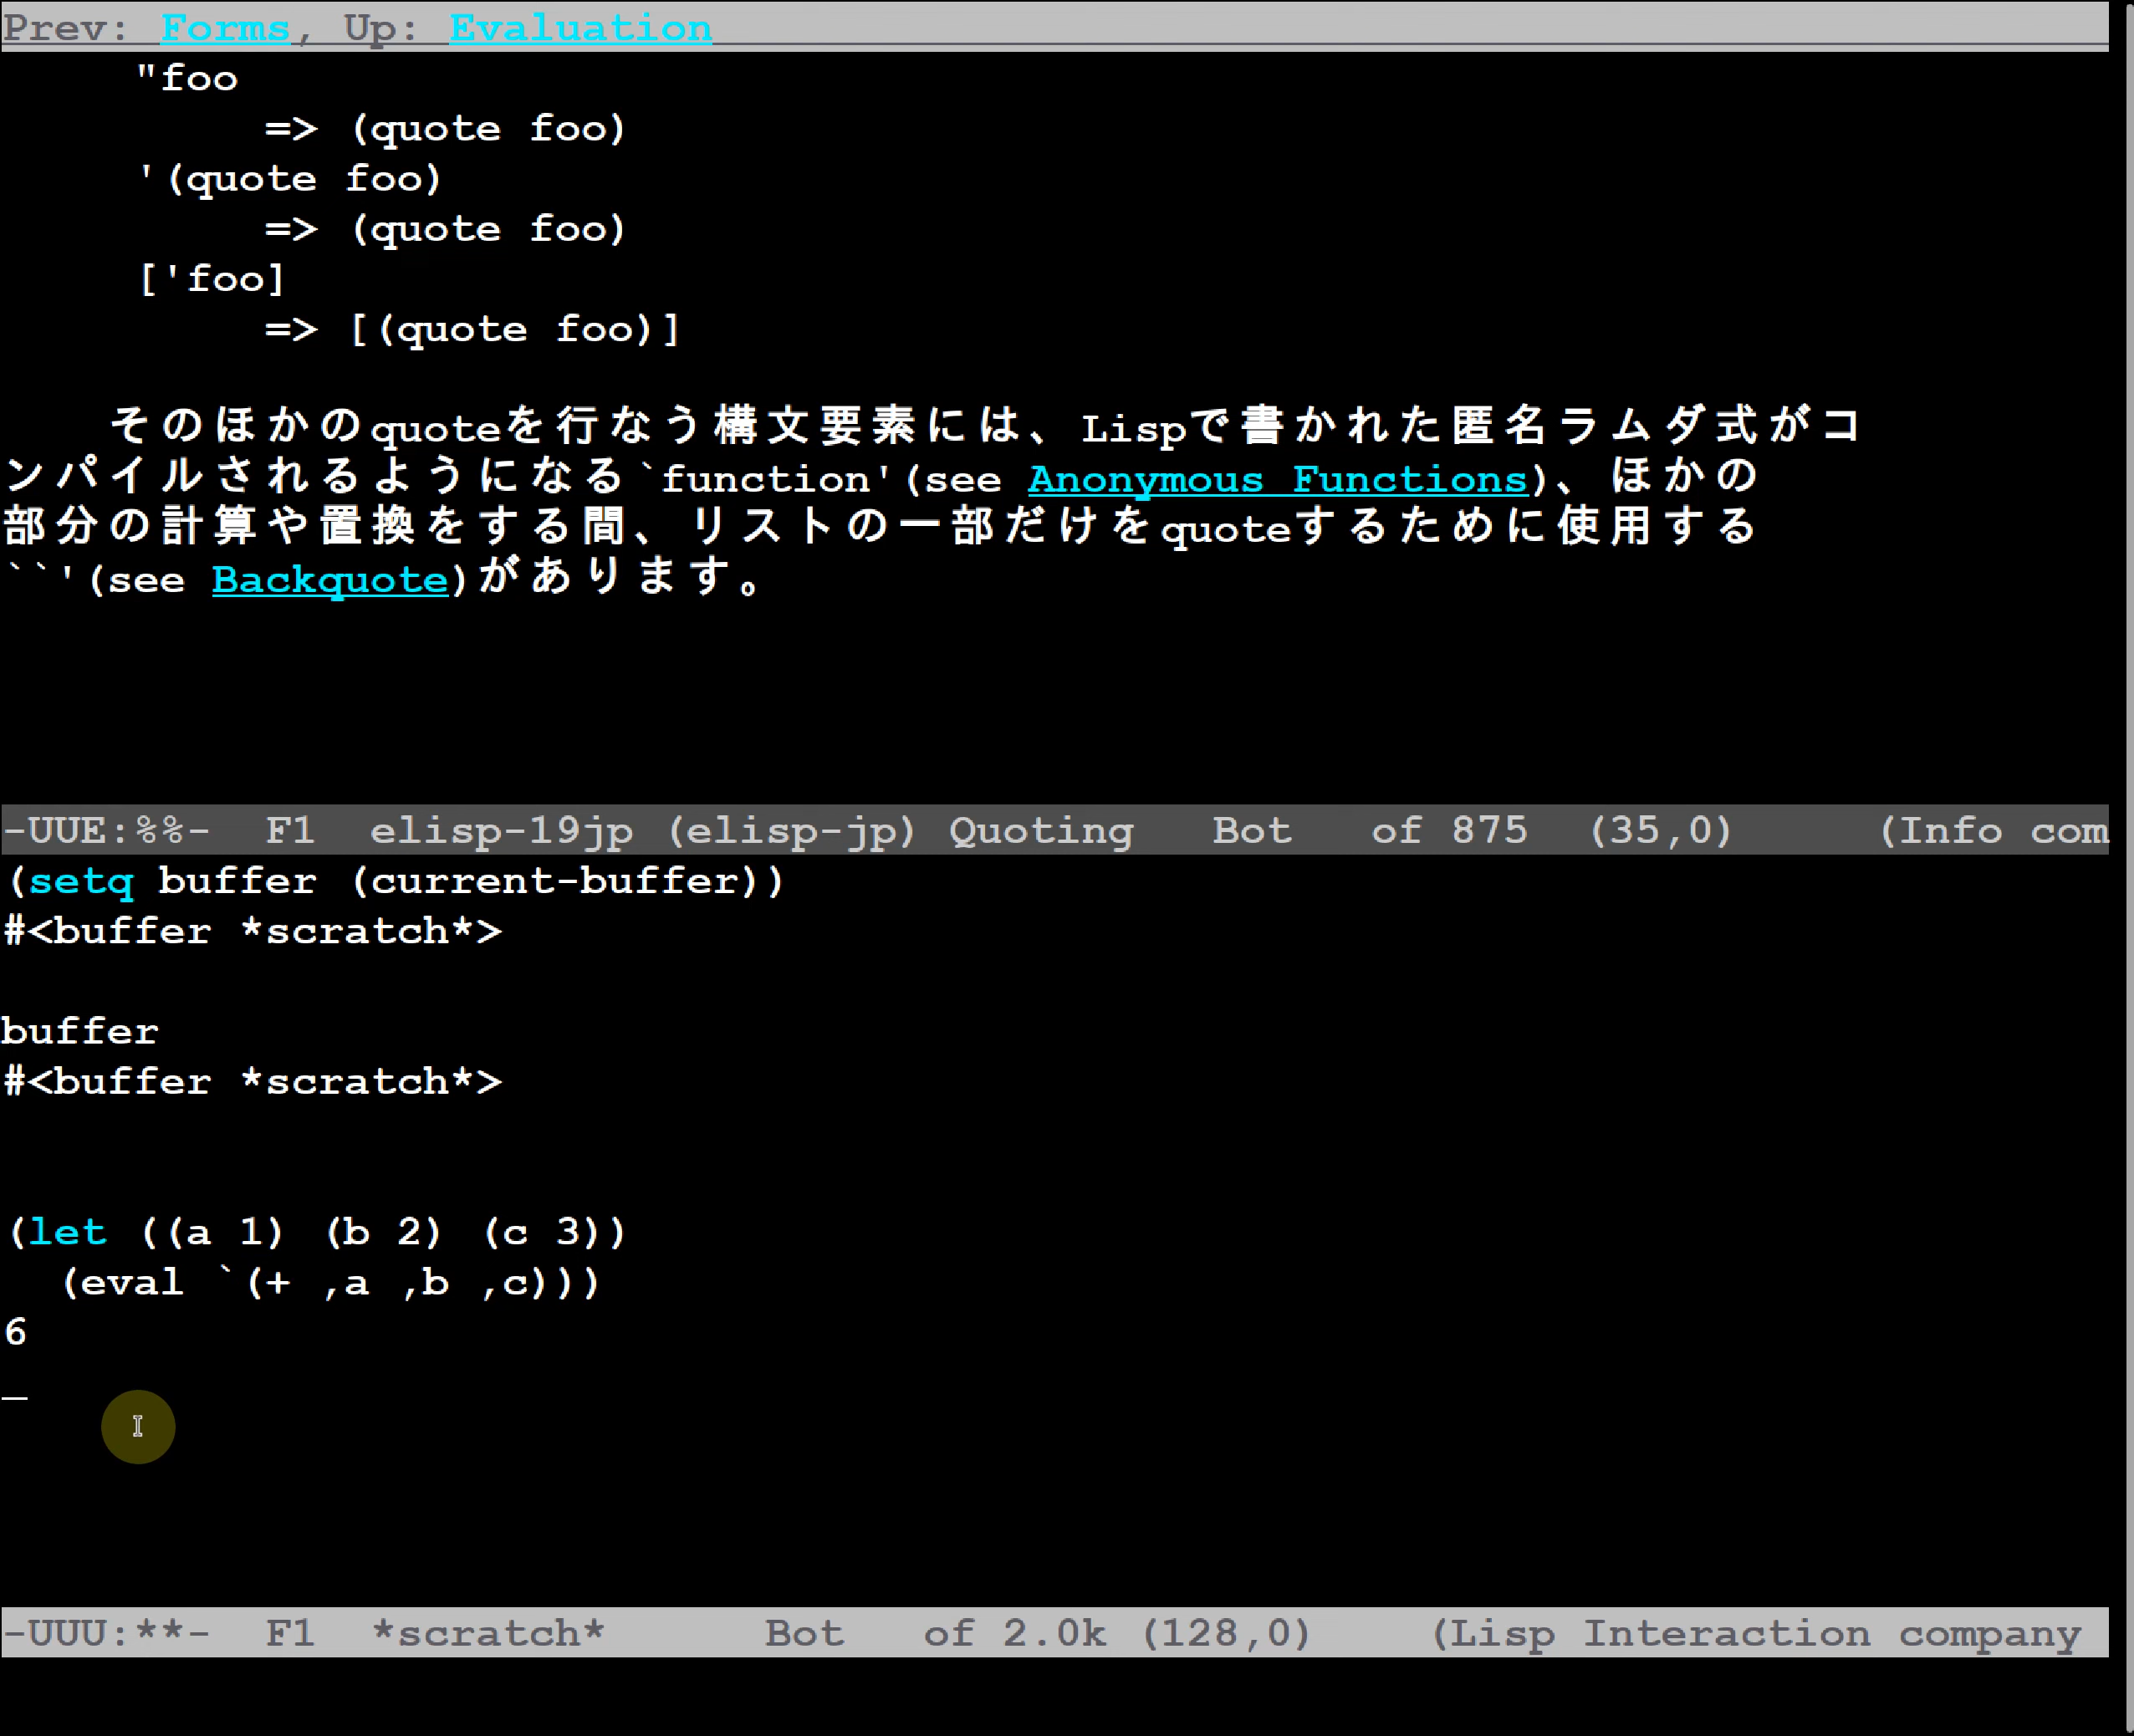 Prev: Forms, Up: Evaluation
"foo
=> (quote foo)
'(quote foo)
=> (quote foo)
['foo]
=> [(quote foo)]
そのほかのquoteを行なう構文要素には、Lispで書かれた匿名ラムダ式がコ
ンパイルされるようになる`function'(see Anonymous Functions)、ほかの
部分の計算や置換をする間、リストの一部だけをquoteするために使用する
``'(see Backquote)があります。
-UUE:%%-  F1  elisp-19jp (elisp-jp) Quoting   Bot   of 875  (35,0)      (Info com
(setq buffer (current-buffer))
#<buffer *scratch*>
buffer
#<buffer *scratch*>
(let ((a 1) (b 2) (c 3))
  (eval `(+ ,a ,b ,c)))
6
-UUU:**-  F1  *scratch*      Bot   of 2.0k (128,0)     (Lisp Interaction company